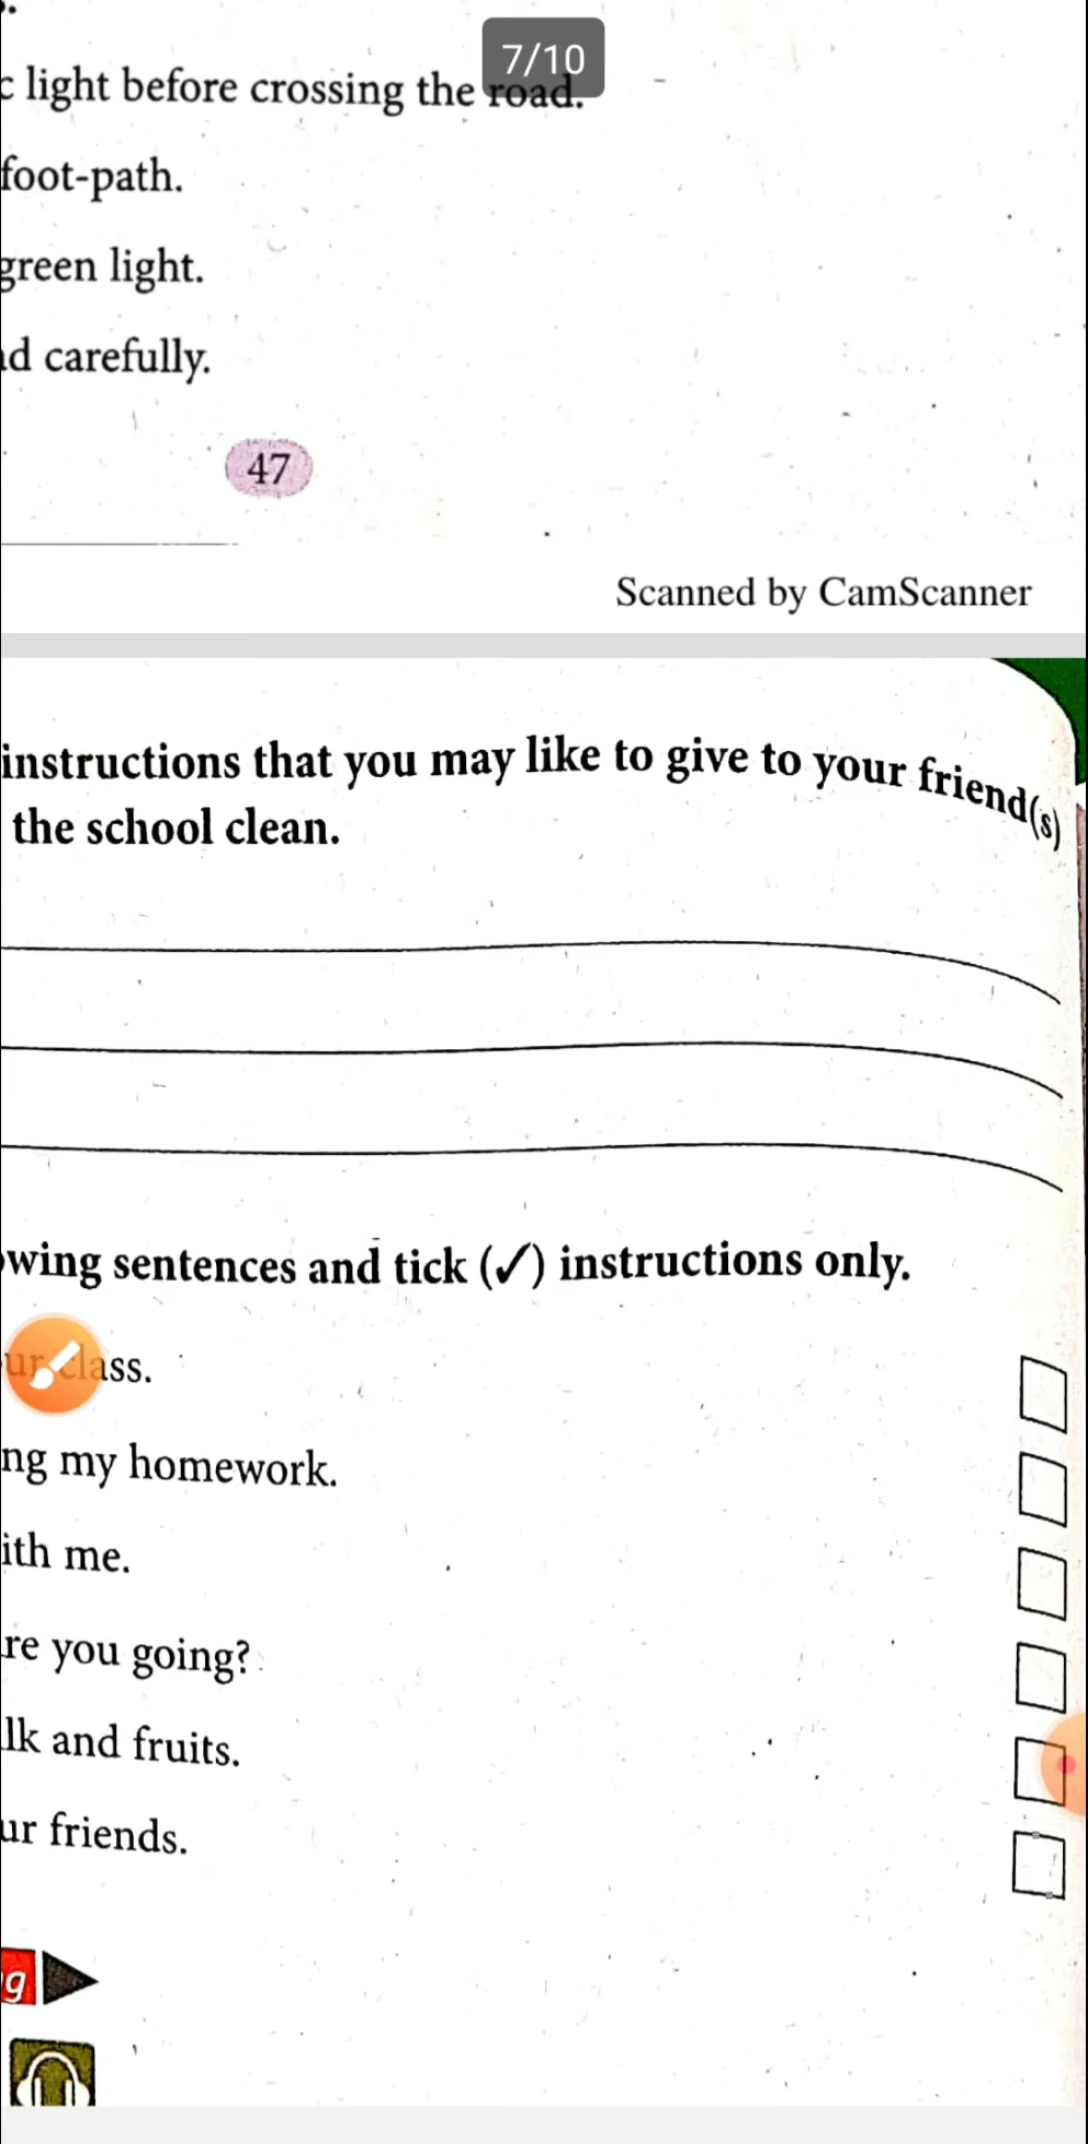 7/10
c light before crossing the road.
foot-path.
green light.
d carefully.
47
Scanned by CamScanner
instructions that you may like to give to your friend(s)
the school clean.
wing sentences and tick (✓) instructions only.
ur class.
ng my homework.
ith me.
re you going?
lk and fruits.
ur friends.
g